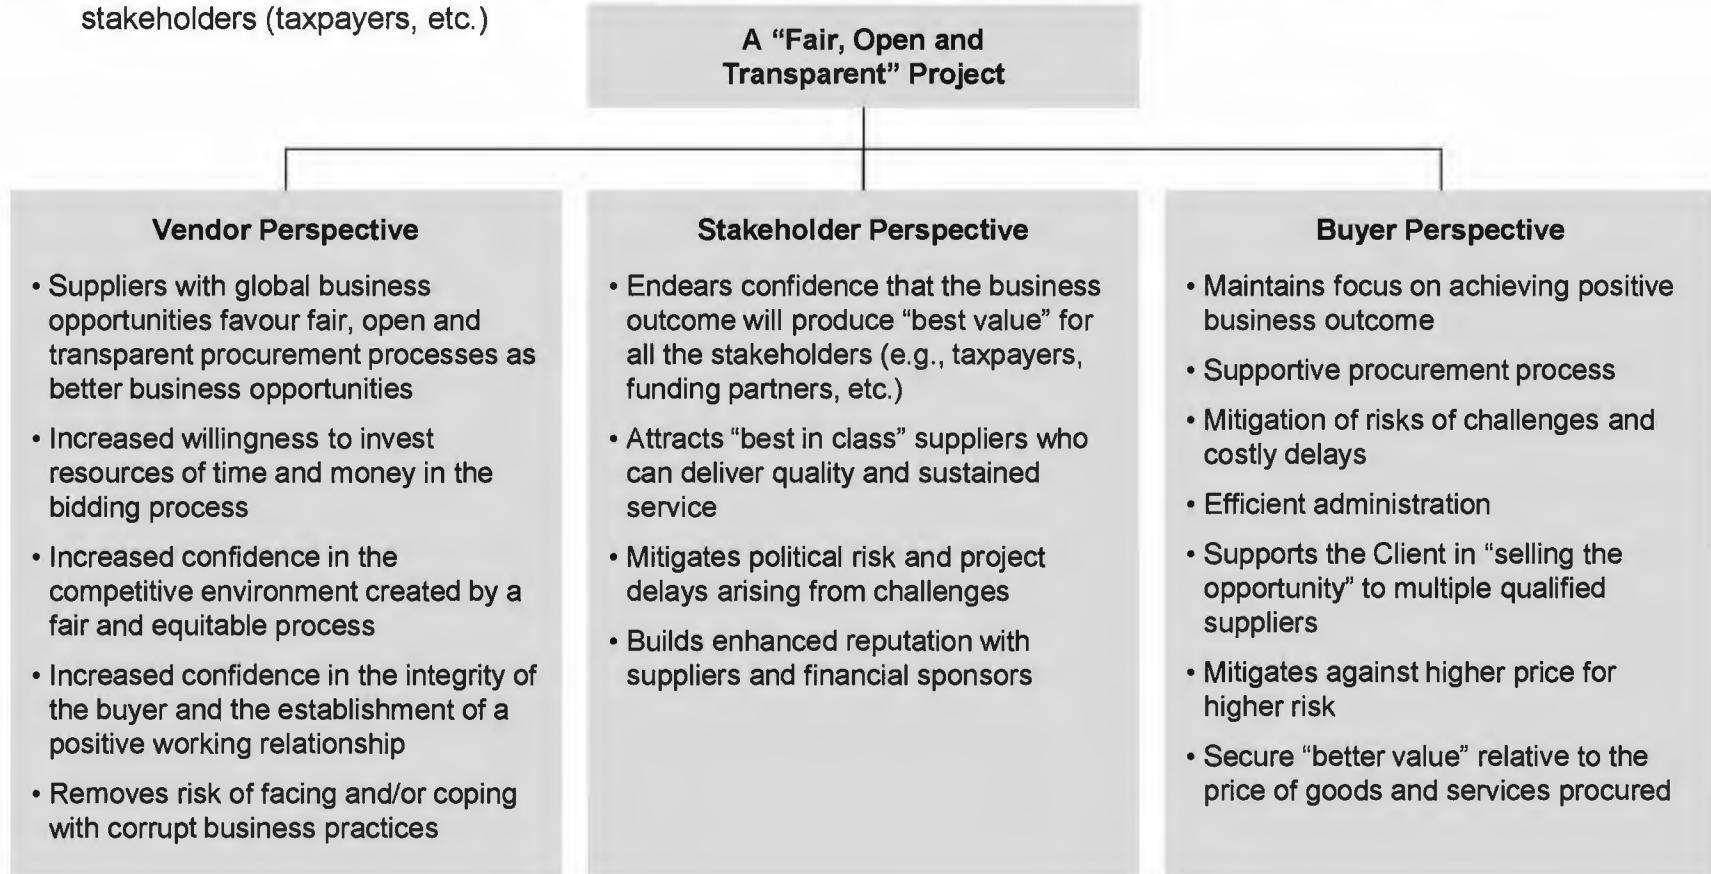 stakeholders (taxpayers, etc.)
A “Fair, Open and
Transparent” Project
Vendor Perspective
• Suppliers with global business
opportunities favour fair, open and
transparent procurement processes as
better business opportunities
• Increased willingness to invest
resources of time and money in the
bidding process
• Increased confidence in the
competitive environment created by a
fair and equitable process
• Increased confidence in the integrity of
the buyer and the establishment of a
positive working relationship
• Removes risk of facing and/or coping
with corrupt business practices
Stakeholder Perspective
• Endears confidence that the business
outcome will produce “best value” for
all the stakeholders (e.g., taxpayers,
funding partners, etc.)
• Attracts “best in class” suppliers who
can deliver quality and sustained
service
• Mitigates political risk and project
delays arising from challenges
• Builds enhanced reputation with
suppliers and financial sponsors
Buyer Perspective
• Maintains focus on achieving positive
business outcome
• Supportive procurement process
• Mitigation of risks of challenges and
costly delays
• Efficient administration
• Supports the Client in “selling the
opportunity” to multiple qualified
suppliers
• Mitigates against higher price for
higher risk
• Secure “better value” relative to the
price of goods and services procured